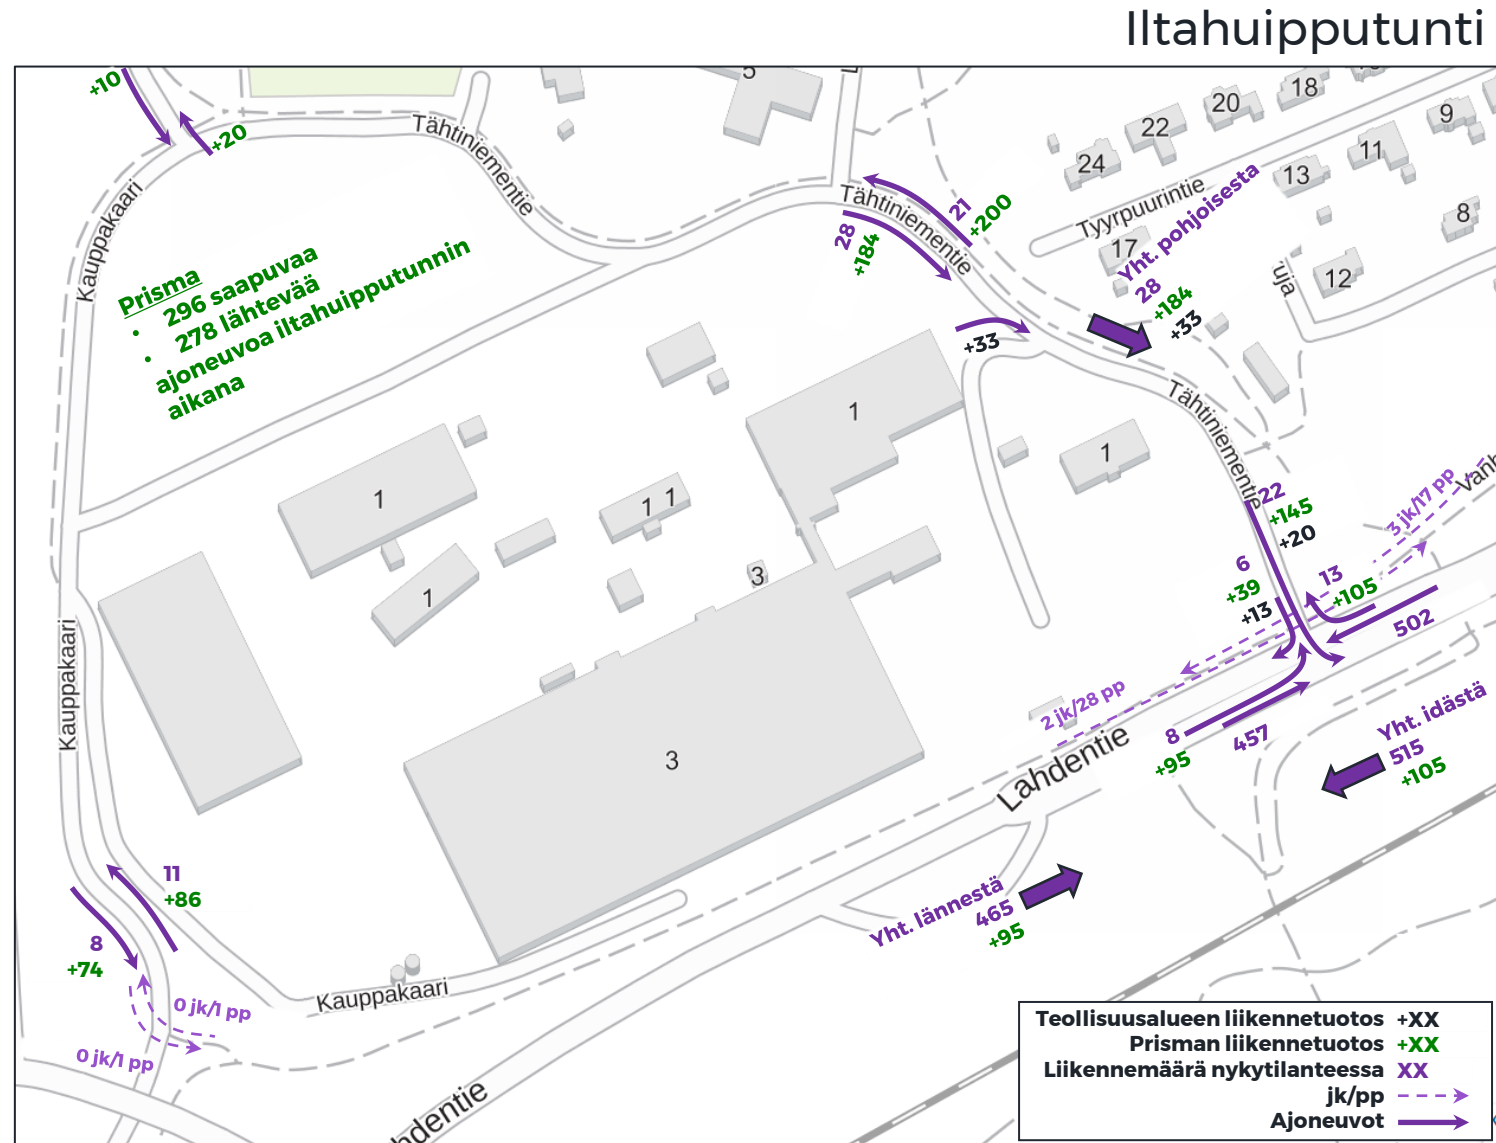 Iltahuipputunti
+10
+20
Tähtiniementie
5
Kauppakaari
Prisma
• 296 saapuvaa
• 278 lähtevää
ajoneuvoa iltahuipputunnin
aikana
Tähtiniementie
21
+200
28
+184
24
22
20
18
9
11
13
8
12
17
Tyyrpuurintie
uja
Yht. pohjoisesta
28
+184
+33
+33
Tähtiniementie
1
1
1
1
1
1
3
3
22
+145
+20
6
+39
+13
13
+105
502
3 jk/17 pp
Vanh
2 jk/28 pp
8
+95
457
Lahdentie
Yht. idästä
515
+105
Yht. lännestä
465
+95
Kauppakaari
11
+86
8
+74
0 jk/1 pp
0 jk/1 pp
Kauppakaari
hdentie
Teollisuusalueen liikennetuotos +XX
Prisman liikennetuotos +XX
Liikennemäärä nykytilanteessa XX
jk/pp
Ajoneuvot